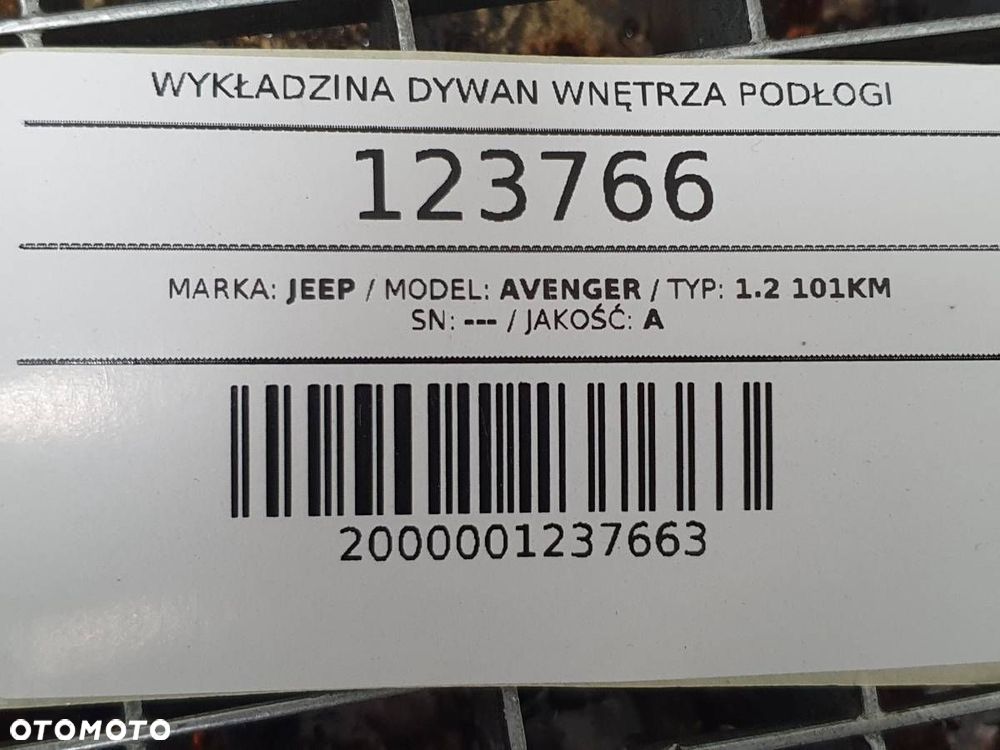 WYKŁADZINA DYWAN WNĘTRZA PODŁOGI
123766
MARKA: JEEP / MODEL: AVENGER / TYP: 1.2 101KM
SN: --- / JAKOŚĆ: A
2000001237663
OTOMOTO